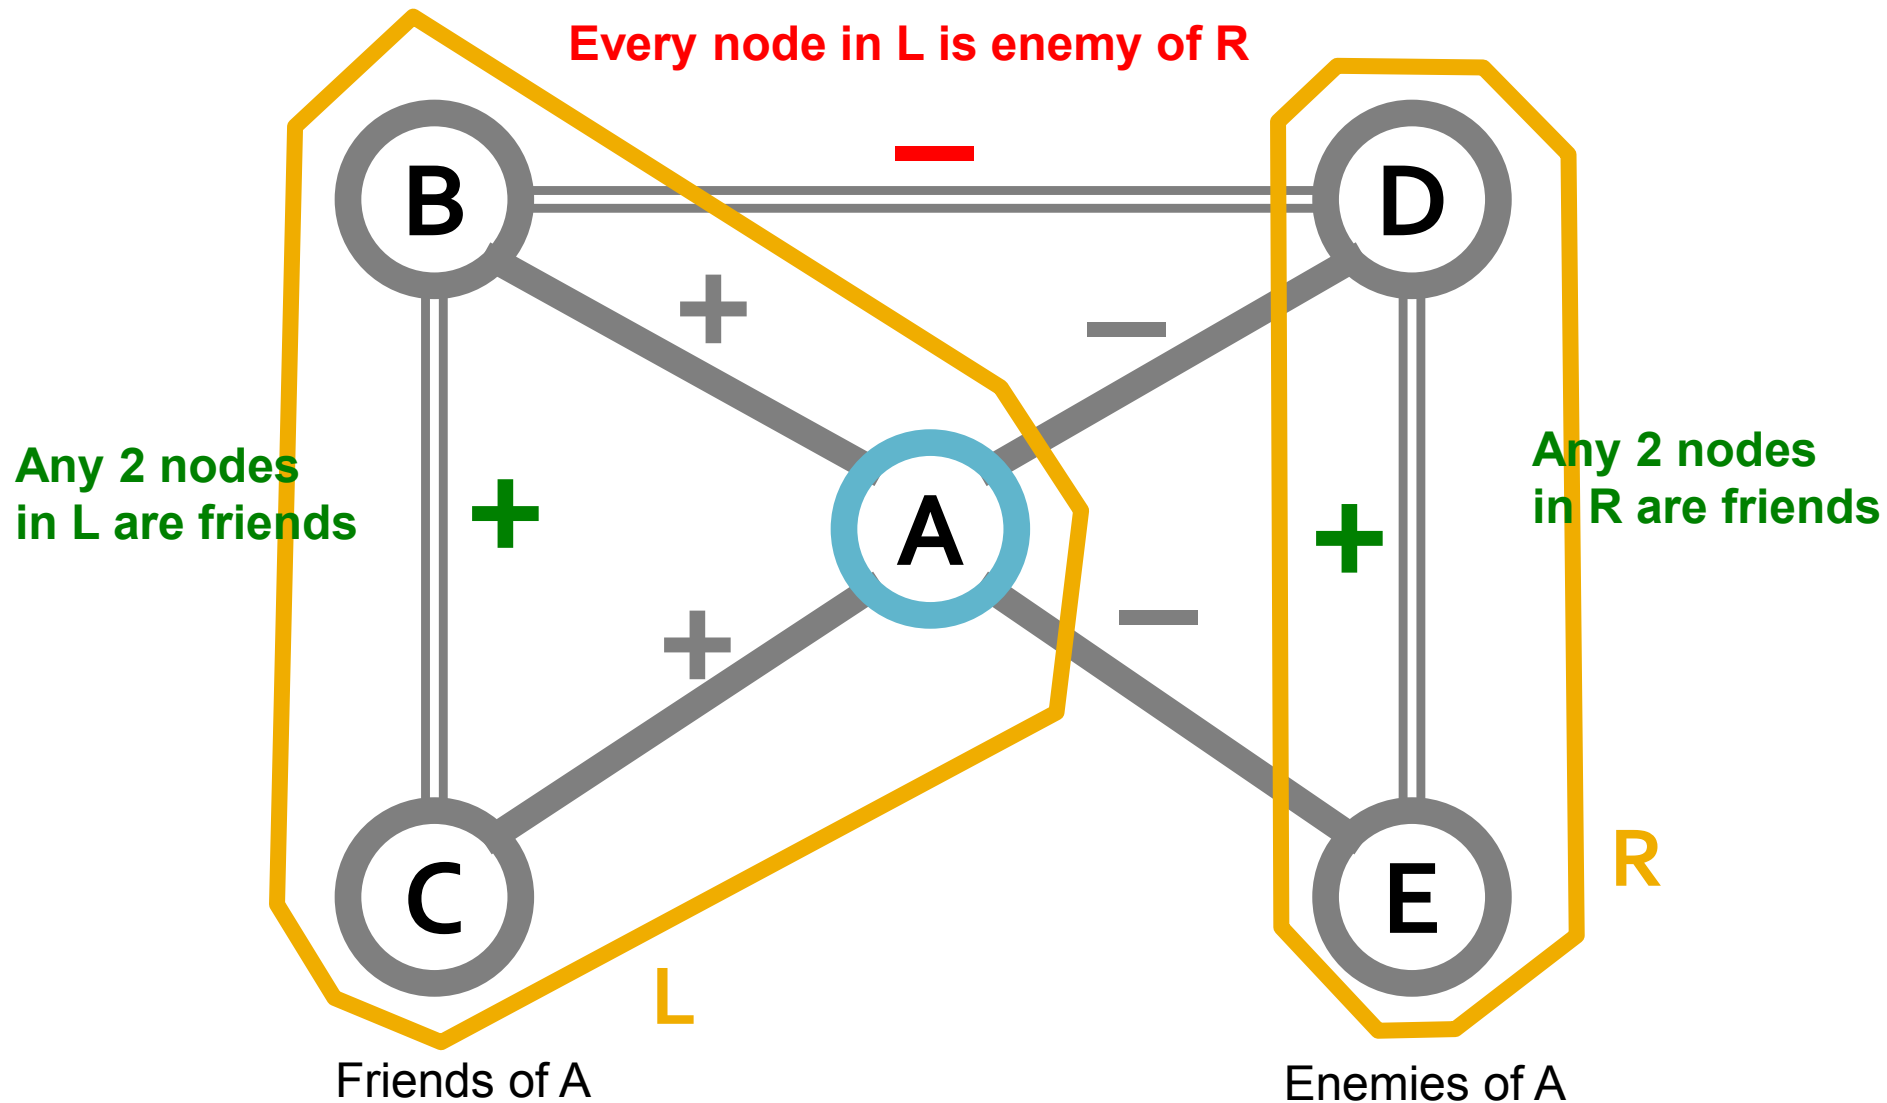 Every node in L is enemy of R
−
B
D
+
−
Any 2 nodes
in L are friends
+
A
+
Any 2 nodes
in R are friends
+
−
C
E
R
L
Friends of A
Enemies of A